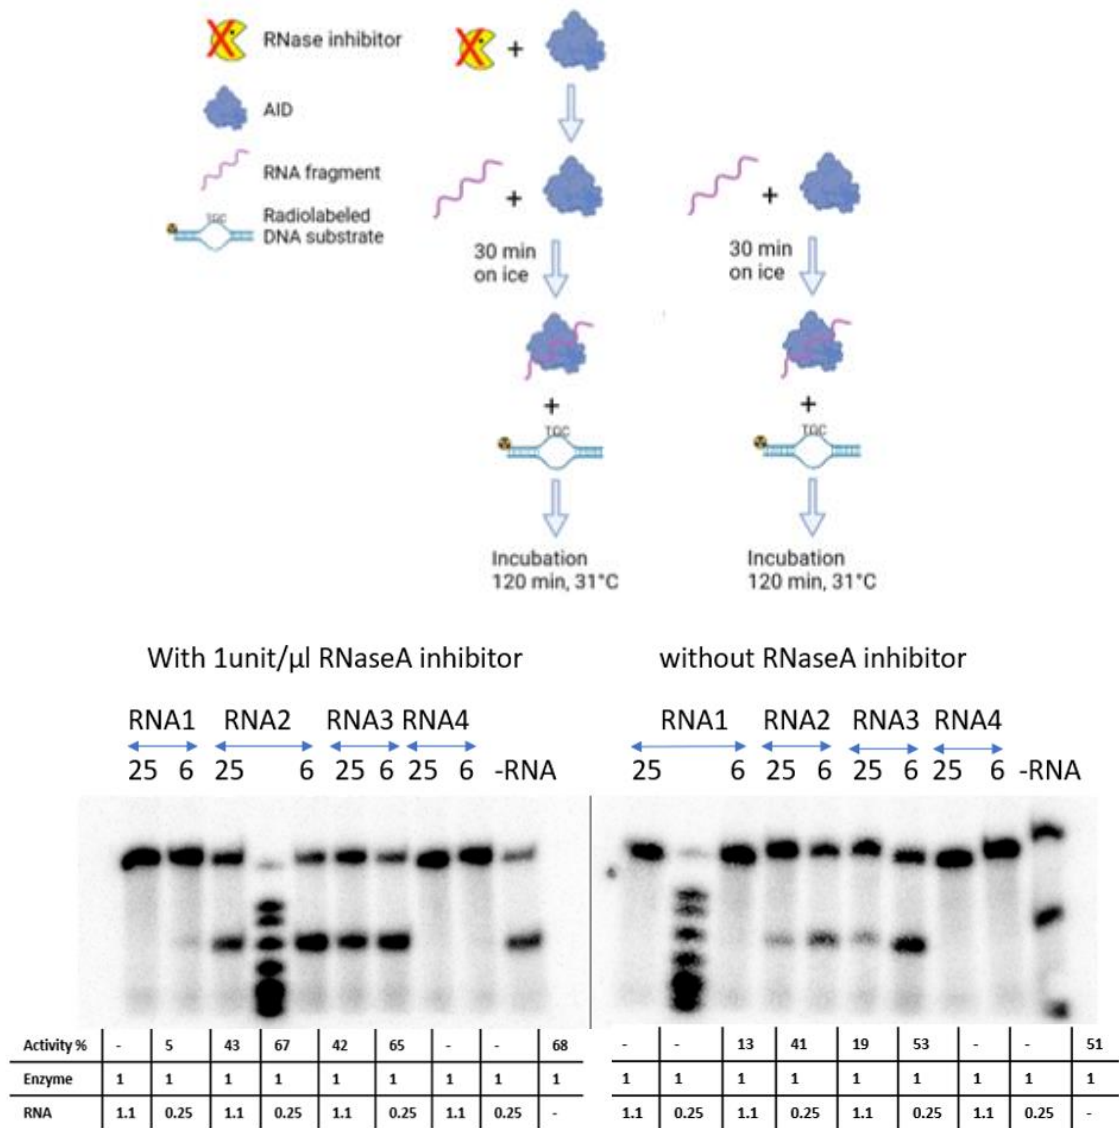 RNase inhibitor
AID
RNA fragment
TGC
Radiolabeled
DNA substrate
+
+
+
30 min
on ice
30 min
on ice
+
+
TGC
TGC
Incubation
120 min, 31°C
Incubation
120 min, 31°C
With 1unit/µl RNaseA inhibitor
without RNaseA inhibitor
RNA1 RNA2 RNA3 RNA4
25 6 25 6 25 6 25 6 -RNA
RNA1 RNA2 RNA3 RNA4
25 6 25 6 25 6 25 6 -RNA
Activity % - 5 43 67 42 65 - - 68
Enzyme 1 1 1 1 1 1 1 1 1
RNA 1.1 0.25 1.1 0.25 1.1 0.25 1.1 0.25 -
- - 13 41 19 53 - - 51
1 1 1 1 1 1 1 1 1
1.1 0.25 1.1 0.25 1.1 0.25 1.1 0.25 -